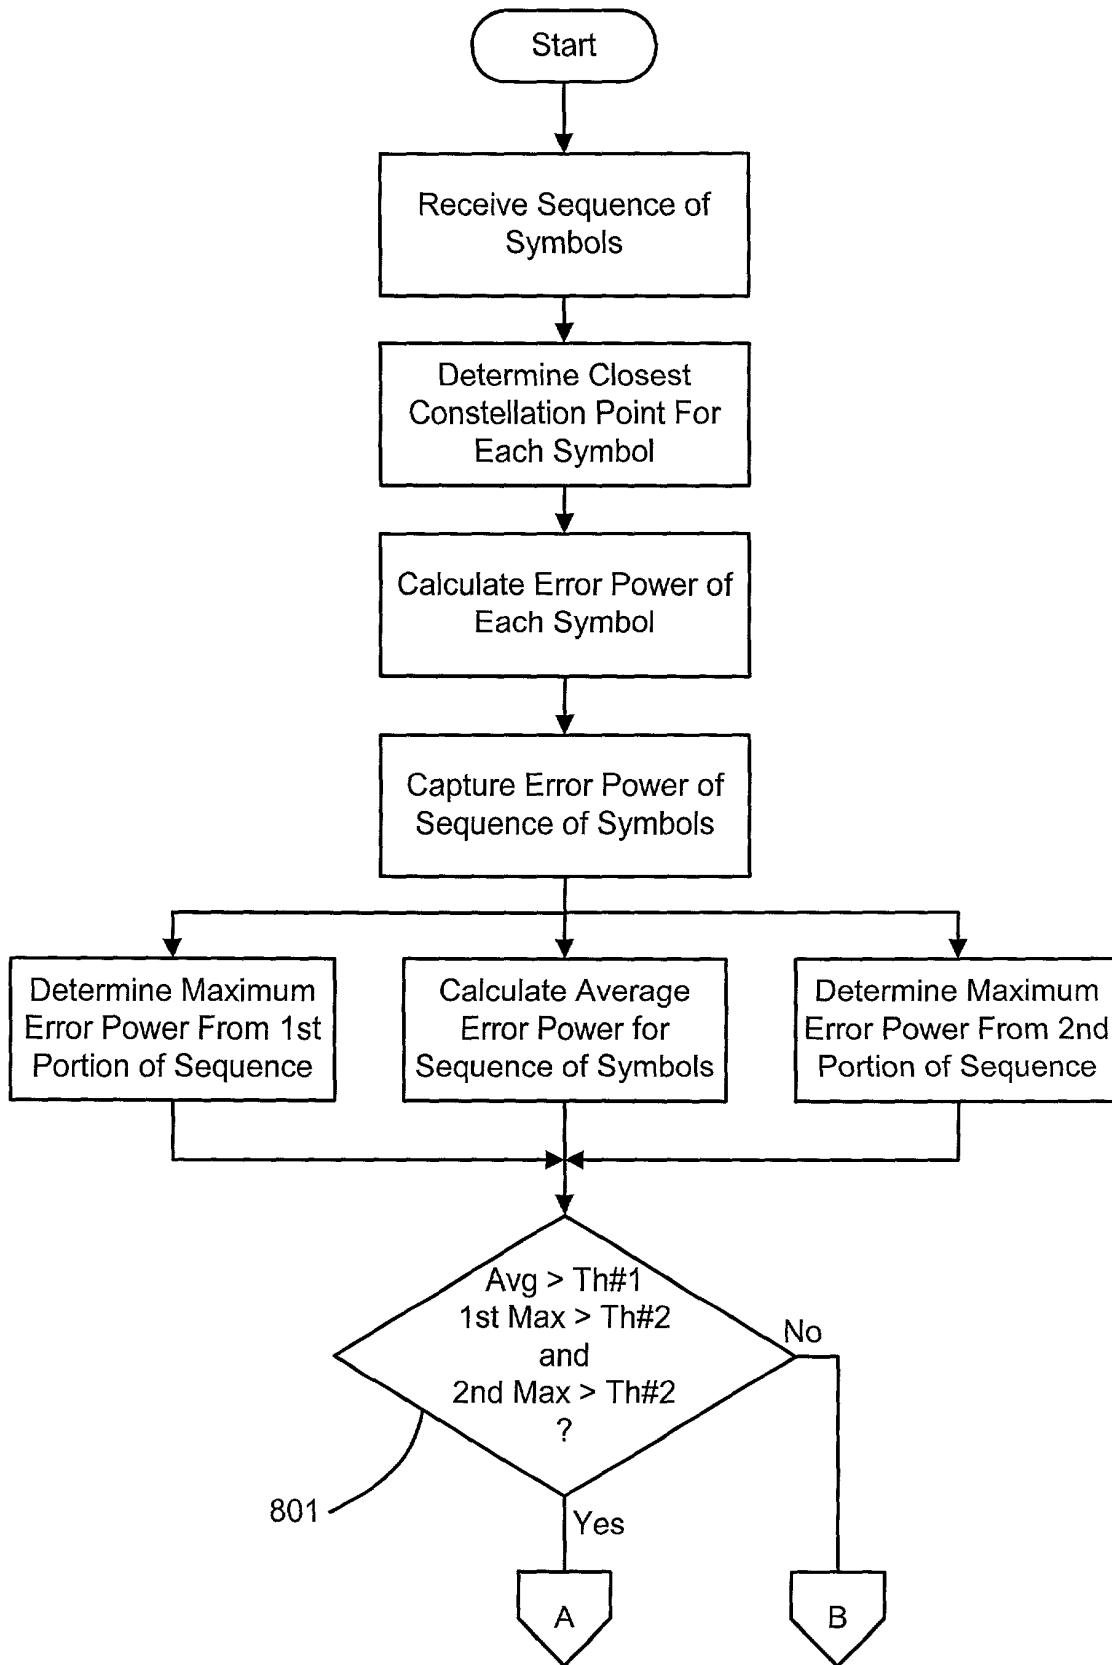 Start
Receive Sequence of
Symbols
Determine Closest
Constellation Point For
Each Symbol
Calculate Error Power of
Each Symbol
Capture Error Power of
Sequence of Symbols
Determine Maximum
Error Power From 1st
Portion of Sequence
Calculate Average
Error Power for
Sequence of Symbols
Determine Maximum
Error Power From 2nd
Portion of Sequence
Avg > Th#1
1st Max > Th#2
and
2nd Max > Th#2
?
No
801
Yes
A
B